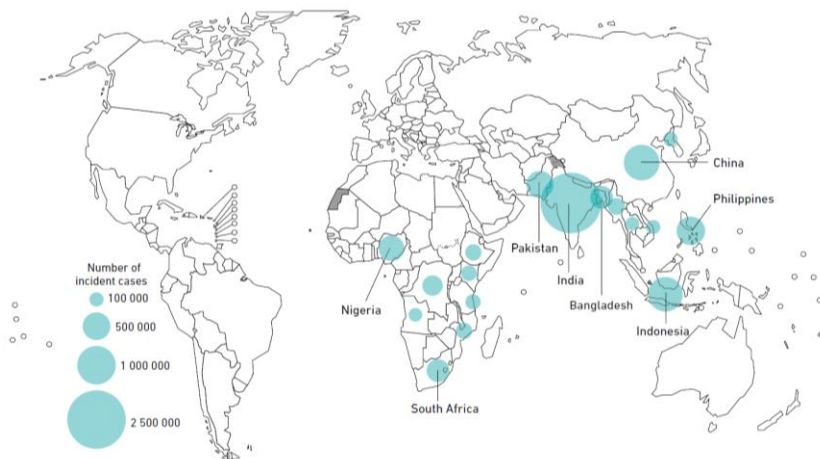 China
Philippines
Pakistan
India
Bangladesh
Nigeria
Indonesia
South Africa
Number of
incident cases
100 000
500 000
1 000 000
2 500 000